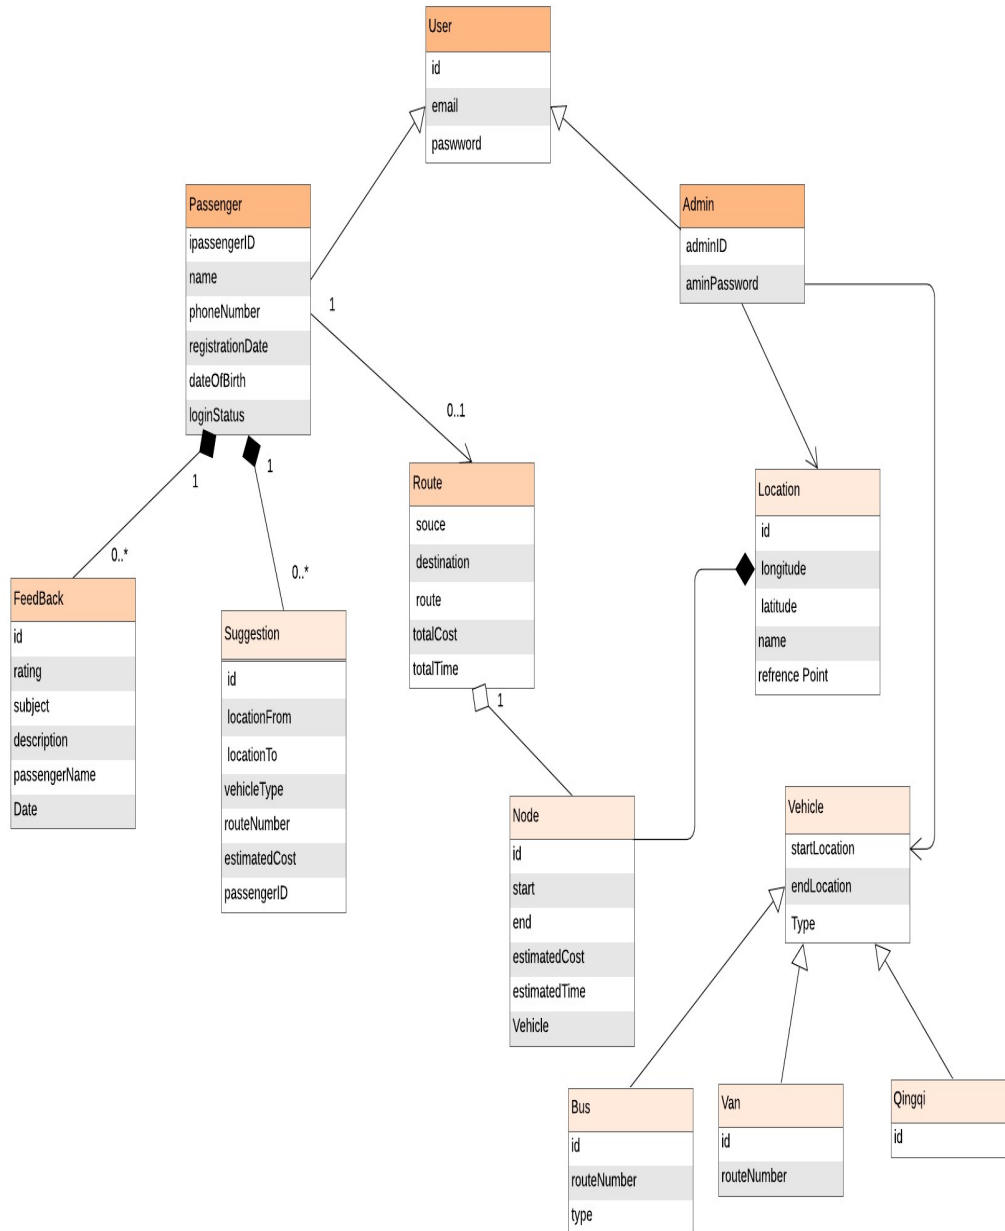 User
id
email
paswword
Passenger
ipassengerID
name
phoneNumber
registrationDate
dateOfBirth
loginStatus
Admin
adminID
aminPassword
1
0..1
1
0..*
1
0..*
Route
souce
destination
route
totalCost
totalTime
1
Location
id
longitude
latitude
name
refrence Point
FeedBack
id
rating
subject
description
passengerName
Date
Suggestion
id
locationFrom
locationTo
vehicleType
routeNumber
estimatedCost
passengerID
Node
id
start
end
estimatedCost
estimatedTime
Vehicle
Vehicle
startLocation
endLocation
Type
Bus
id
routeNumber
type
Van
id
routeNumber
Qingqi
id